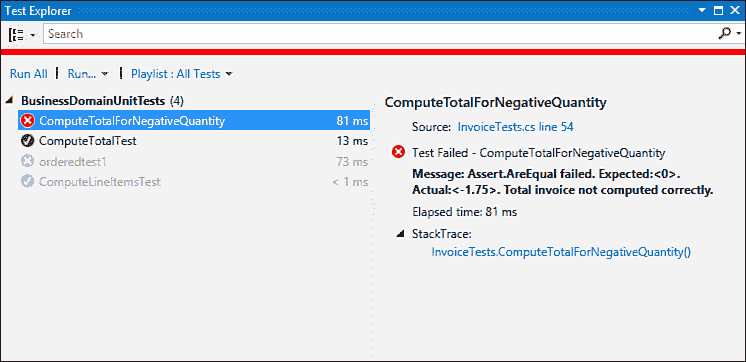 Test Explorer
Search
Run All
Run...
Playlist : All Tests
BusinessDomainUnitTests (4)
ComputeTotalForNegativeQuantity 81 ms
ComputeTotalTest 13 ms
orderedtest1 73 ms
ComputeLineItemsTest < 1 ms
ComputeTotalForNegativeQuantity
Source: InvoiceTests.cs line 54
Test Failed - ComputeTotalForNegativeQuantity
Message: Assert.AreEqual failed. Expected:<0>.
Actual:<-1.75>. Total invoice not computed correctly.
Elapsed time: 81 ms
StackTrace:
InvoiceTests.ComputeTotalForNegativeQuantity()